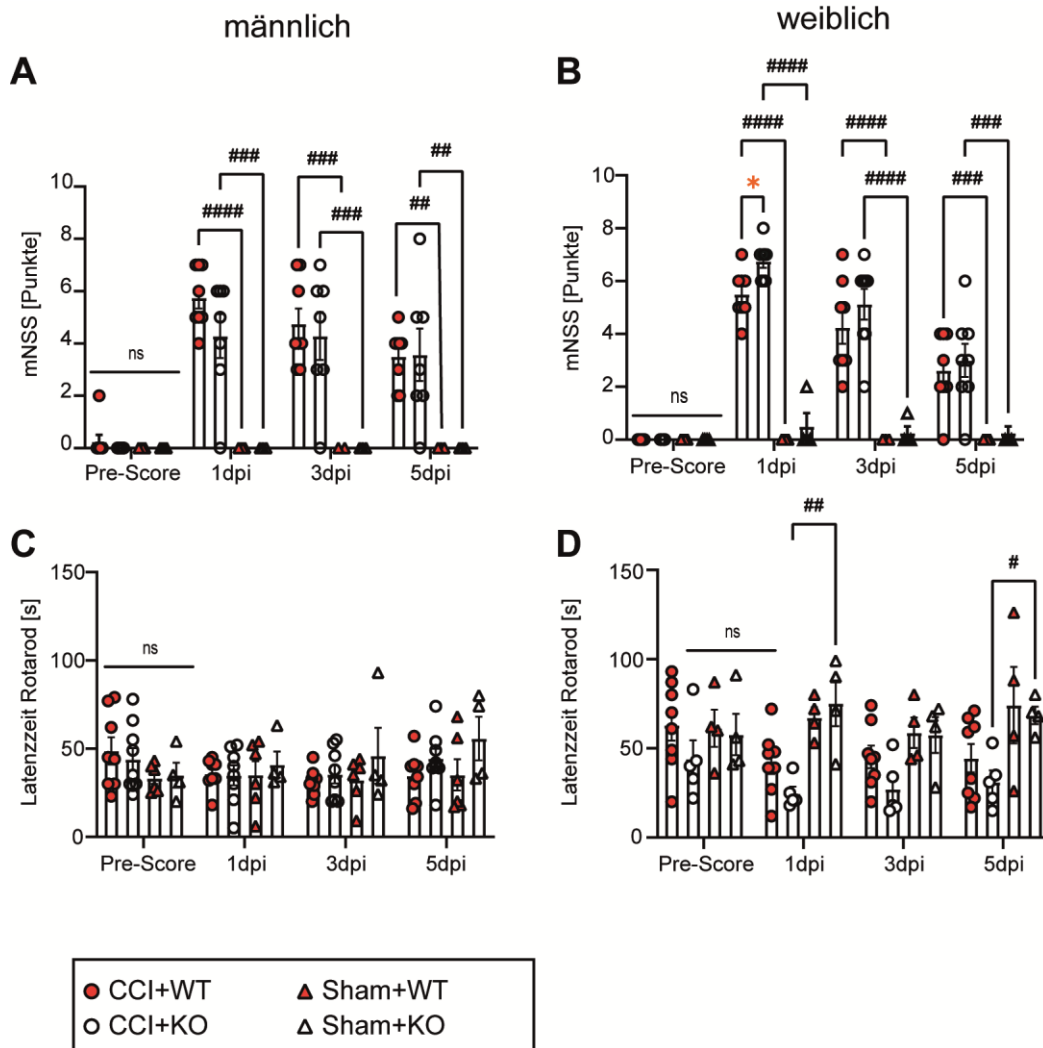 männlich
weiblich
A
mNSS [Punkte]
10
8
6
4
2
0
ns
####
###
###
###
##
##
Pre-Score 1dpi 3dpi 5dpi
B
mNSS [Punkte]
10
8
6
4
2
0
ns
*
####
####
####
####
###
###
Pre-Score 1dpi 3dpi 5dpi
C
Latenzzeit Rotarod [s]
150
100
50
0
ns
Pre-Score 1dpi 3dpi 5dpi
D
Latenzzeit Rotarod [s]
150
100
50
0
ns
##
#
Pre-Score 1dpi 3dpi 5dpi
CCI+WT Sham+WT
CCI+KO Sham+KO